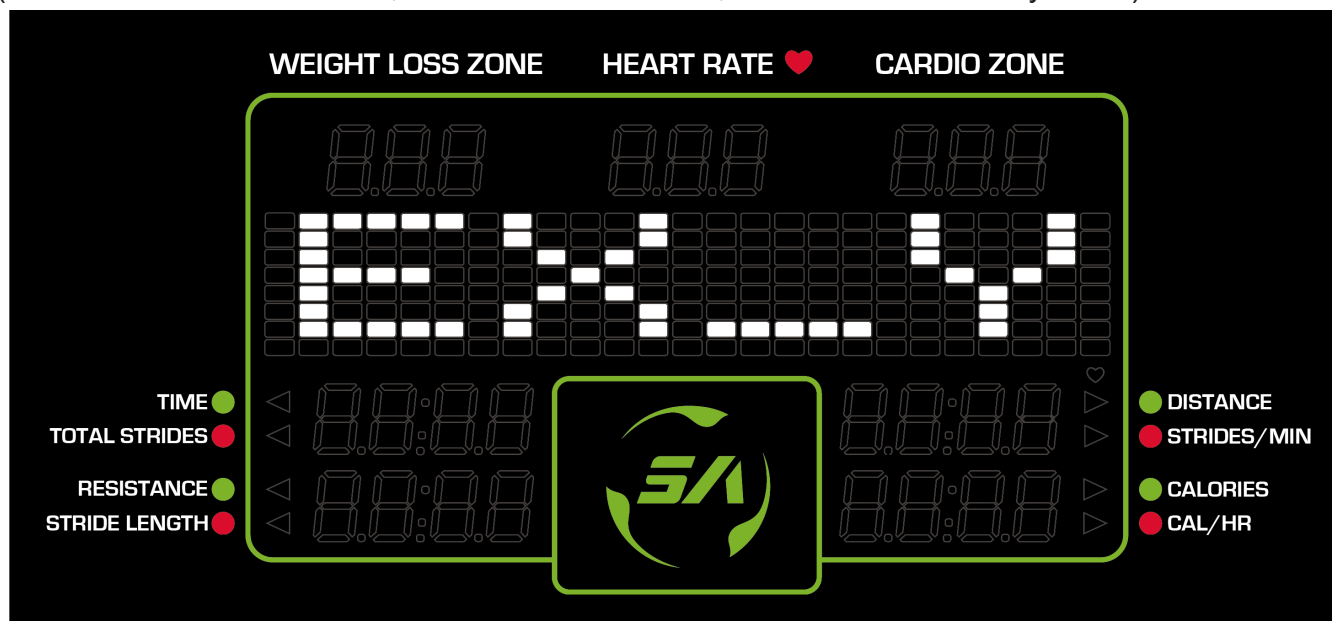 WEIGHT LOSS ZONE HEART RATE CARDIO ZONE
EX_Y
TIME
TOTAL STRIDES
RESISTANCE
STRIDE LENGTH
SA
DISTANCE
STRIDES/MIN
CALORIES
CAL/HR